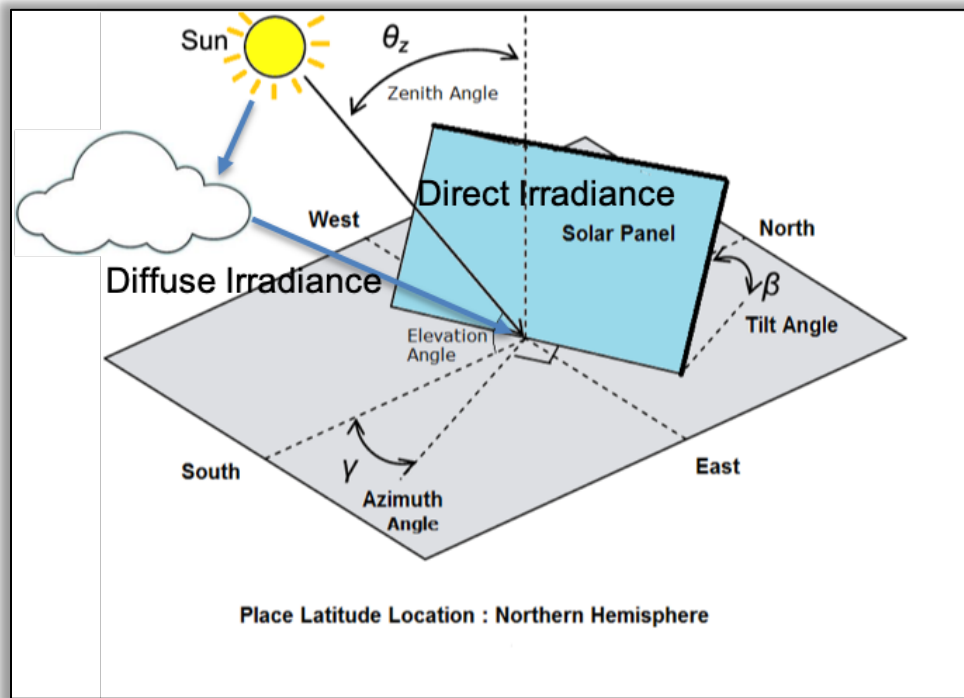 Sun
θz
Zenith Angle
Direct Irradiance
West
Solar Panel
North
Diffuse Irradiance
β
Tilt Angle
Elevation
Angle
South
γ
East
Azimuth
Angle
Place Latitude Location : Northern Hemisphere